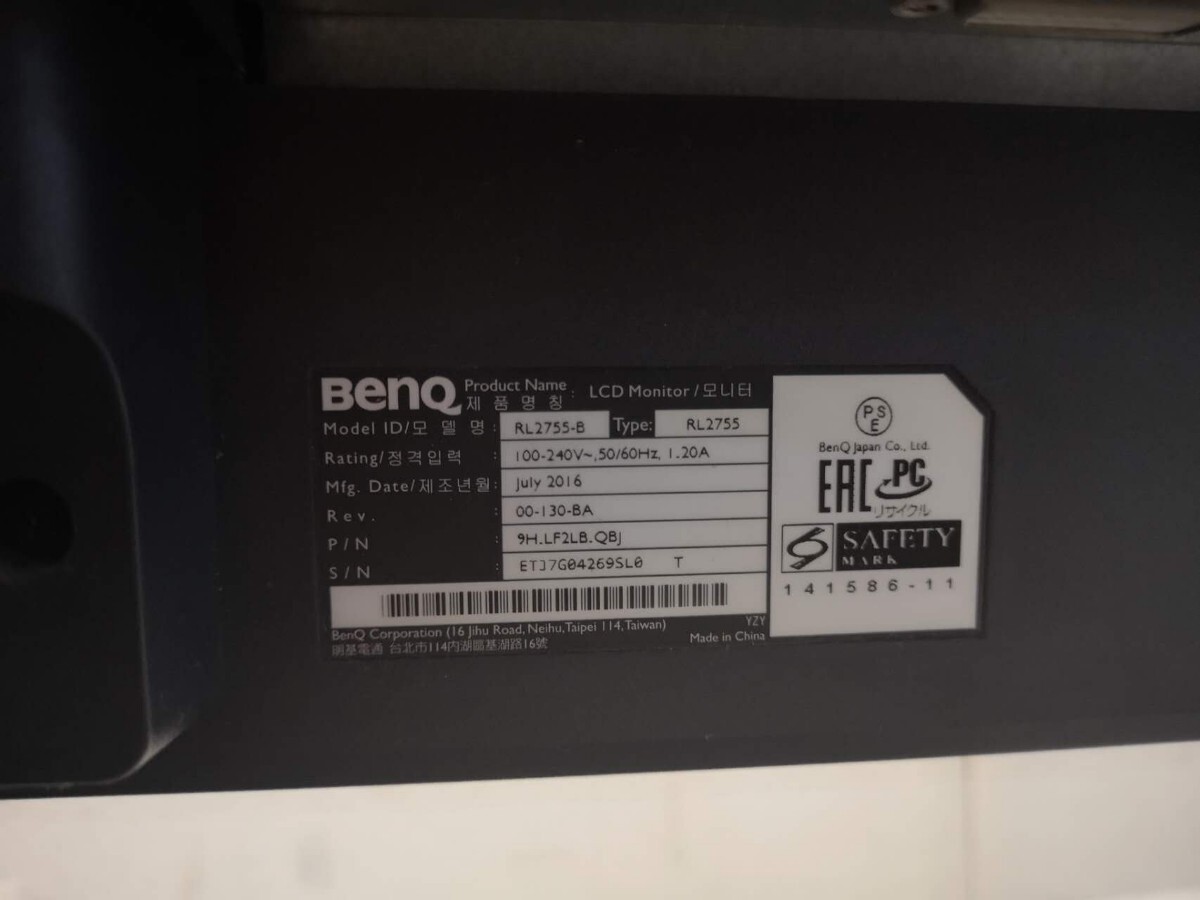 BenQ Product Name : LCD Monitor / 모니터
제 품 명 칭
Model ID/모 델 명 : RL2755-B Type: RL2755
Rating/정격입력 : 100-240V~,50/60Hz, 1.20A
Mfg. Date/제조년월: July 2016
Rev. : 00-130-BA
P/N : 9H.LF2LB.QBJ
S/N : ETJ7G04269SL0 T
BenQ Corporation (16 Jihu Road, Neihu,Taipei 114,Taiwan) YZY
明基電通 台北市114內湖區基湖路16號 Made in China
PSE
BenQ Japan Co., Ltd.
EAC PC
リサイクル
S SAFETY
MARK
141586-11